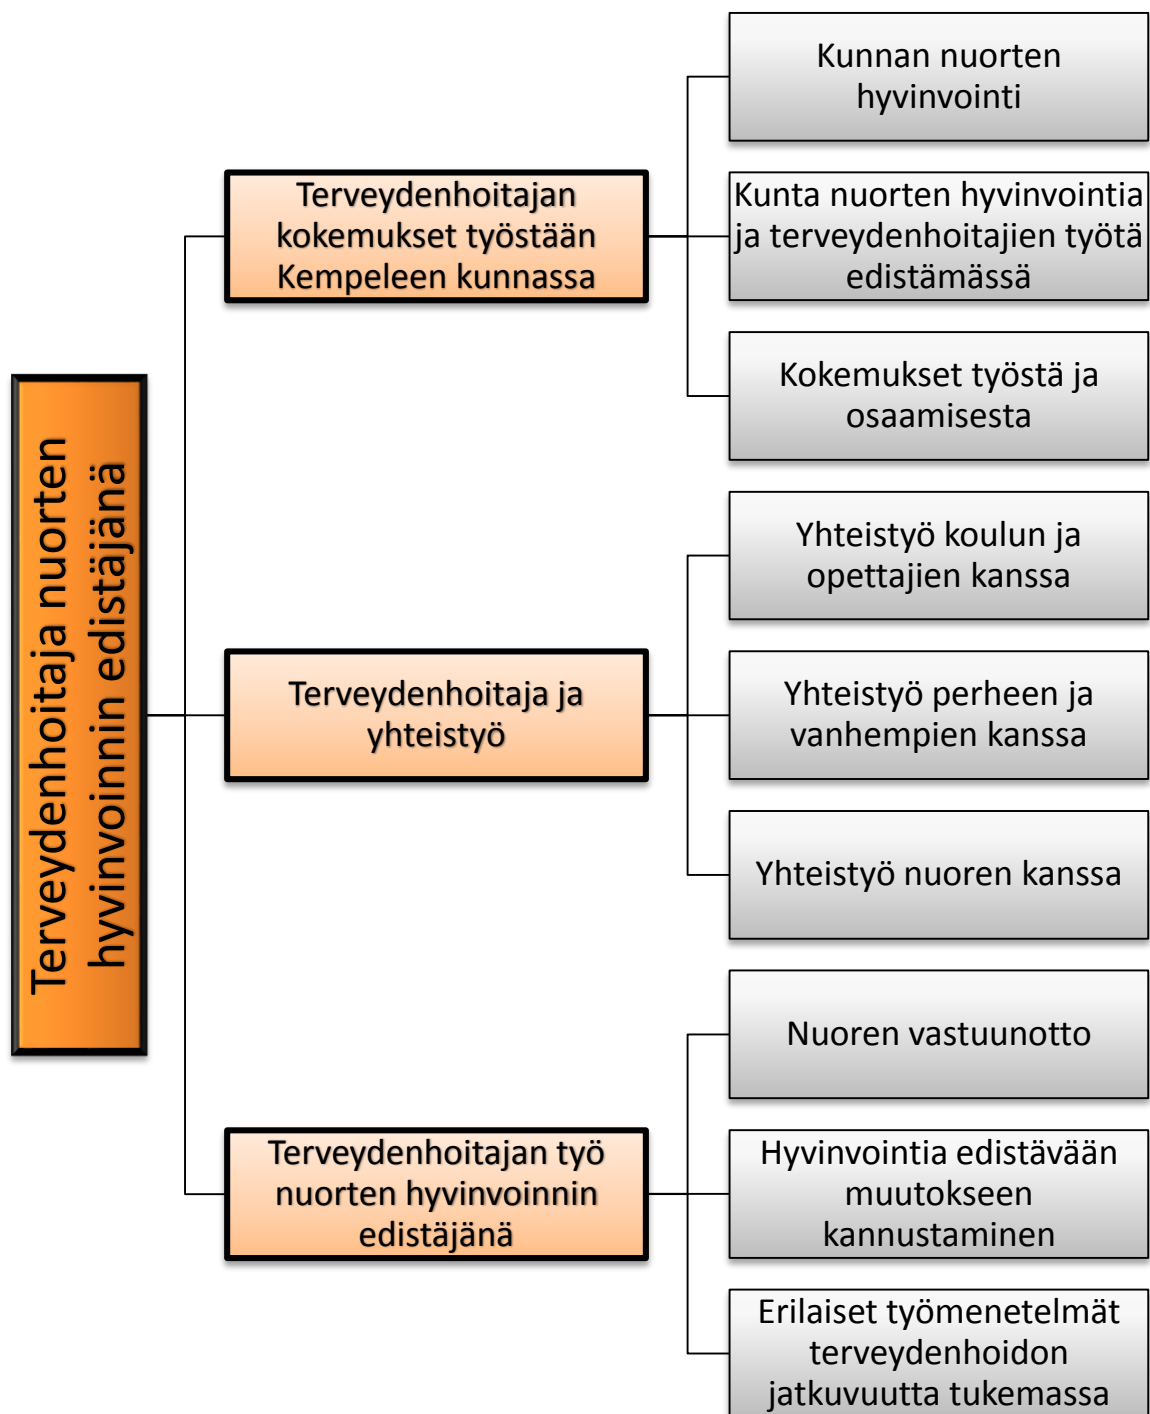 Terveydenhoitaja nuorten
hyvinvoinnin edistäjänä
Terveydenhoitajan
kokemukset työstään
Kempeleen kunnassa
Kunnan nuorten
hyvinvointi
Kunta nuorten hyvinvointia
ja terveydenhoitajien työtä
edistämässä
Kokemukset työstä ja
osaamisesta
Terveydenhoitaja ja
yhteistyö
Yhteistyö koulun ja
opettajien kanssa
Yhteistyö perheen ja
vanhempien kanssa
Yhteistyö nuoren kanssa
Terveydenhoitajan työ
nuorten hyvinvoinnin
edistäjänä
Nuoren vastuunotto
Hyvinvointia edistävään
muutokseen
kannustaminen
Erilaiset työmenetelmät
terveydenhoidon
jatkuvuutta tukemassa